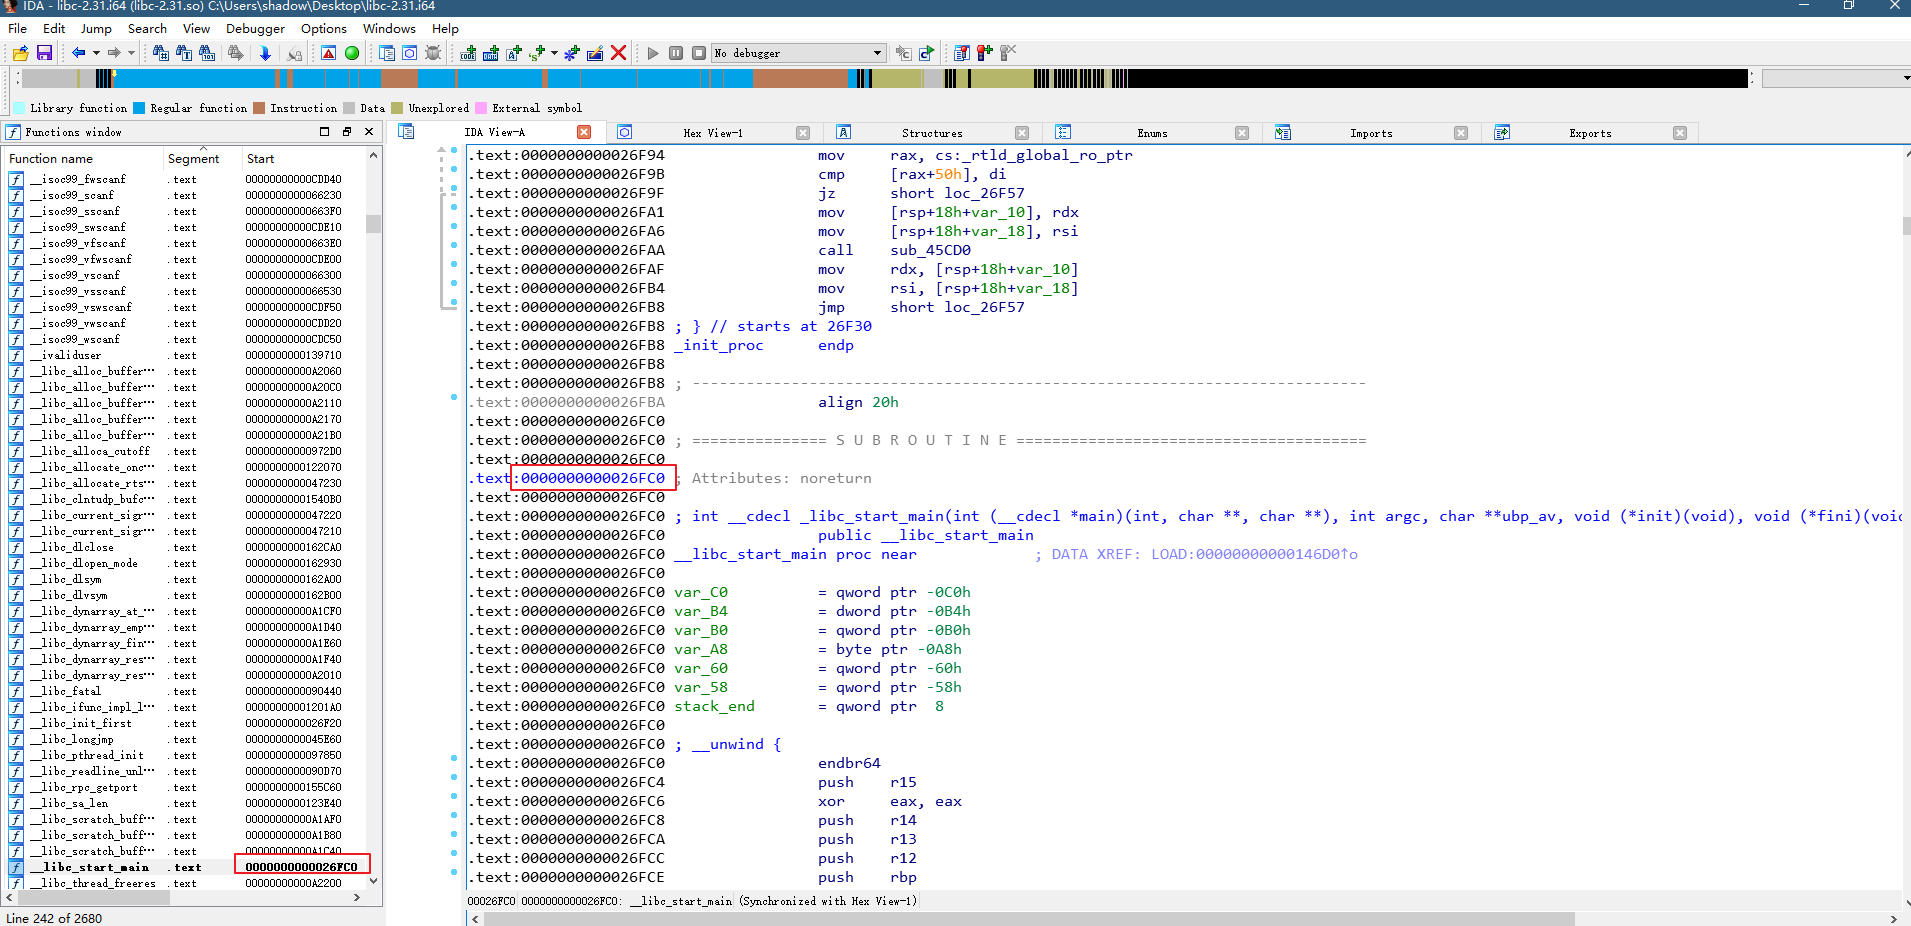 IDA - libc-2.31.i64 (libc-2.31.so) C:\Users\shadow\Desktop\libc-2.31.i64
File Edit Jump Search View Debugger Options Windows Help
No debugger
Library function Regular function Instruction Data Unexplored External symbol
Functions window
IDA View-A Hex View-1 Structures Enums Imports Exports
Function name Segment Start
__isoc99_fwscanf .text 00000000000CDD40
__isoc99_scanf .text 0000000000066230
__isoc99_sscanf .text 00000000000663F0
__isoc99_swscanf .text 00000000000CDE10
__isoc99_vfscanf .text 00000000000663E0
__isoc99_vfwscanf .text 00000000000CDE00
__isoc99_vscanf .text 0000000000066300
__isoc99_vsscanf .text 0000000000066530
__isoc99_vswscanf .text 00000000000CDF50
__isoc99_vwscanf .text 00000000000CDD20
__isoc99_wscanf .text 00000000000CDC50
__ivaliduser .text 0000000000139710
__libc_alloc_buffer··· .text 00000000000A2060
__libc_alloc_buffer··· .text 00000000000A20C0
__libc_alloc_buffer··· .text 00000000000A2110
__libc_alloc_buffer··· .text 00000000000A2170
__libc_alloc_buffer··· .text 00000000000A21B0
__libc_alloca_cutoff .text 00000000000972D0
__libc_allocate_onc··· .text 0000000000122070
__libc_allocate_rts··· .text 0000000000047230
__libc_clntudp_bufc··· .text 00000000001540B0
__libc_current_sigr··· .text 0000000000047220
__libc_current_sigr··· .text 0000000000047210
__libc_dlclose .text 0000000000162CA0
__libc_dlopen_mode .text 0000000000162930
__libc_dlsym .text 0000000000162A00
__libc_dlvsym .text 0000000000162B00
__libc_dynarray_at_··· .text 00000000000A1CF0
__libc_dynarray_emp··· .text 00000000000A1D40
__libc_dynarray_fin··· .text 00000000000A1E60
__libc_dynarray_res··· .text 00000000000A1F40
__libc_dynarray_res··· .text 00000000000A2010
__libc_fatal .text 0000000000090440
__libc_ifunc_impl_l··· .text 00000000001201A0
__libc_init_first .text 0000000000026F20
__libc_longjmp .text 0000000000045E60
__libc_pthread_init .text 0000000000097850
__libc_readline_unl··· .text 0000000000090D70
__libc_rpc_getport .text 0000000000155C60
__libc_sa_len .text 0000000000123E40
__libc_scratch_buff··· .text 00000000000A1AF0
__libc_scratch_buff··· .text 00000000000A1B80
__libc_scratch_buff··· .text 00000000000A1C40
__libc_start_main .text 0000000000026FC0
__libc_thread_freeres .text 00000000000A2200
Line 242 of 2680
.text:0000000000026F94 mov rax, cs:_rtld_global_ro_ptr
.text:0000000000026F9B cmp [rax+50h], di
.text:0000000000026F9F jz short loc_26F57
.text:0000000000026FA1 mov [rsp+18h+var_10], rdx
.text:0000000000026FA6 mov [rsp+18h+var_18], rsi
.text:0000000000026FAA call sub_45CD0
.text:0000000000026FAF mov rdx, [rsp+18h+var_10]
.text:0000000000026FB4 mov rsi, [rsp+18h+var_18]
.text:0000000000026FB8 jmp short loc_26F57
.text:0000000000026FB8 ; } // starts at 26F30
.text:0000000000026FB8 _init_proc endp
.text:0000000000026FB8
.text:0000000000026FB8 ; ---------------------------------------------------------------------------
.text:0000000000026FBA align 20h
.text:0000000000026FC0
.text:0000000000026FC0 ; =============== S U B R O U T I N E =======================================
.text:0000000000026FC0
.text:0000000000026FC0 ; Attributes: noreturn
.text:0000000000026FC0
.text:0000000000026FC0 ; int __cdecl _libc_start_main(int (__cdecl *main)(int, char **, char **), int argc, char **ubp_av, void (*init)(void), void (*fini)(voi
.text:0000000000026FC0 public __libc_start_main
.text:0000000000026FC0 __libc_start_main proc near ; DATA XREF: LOAD:00000000000146D0↑o
.text:0000000000026FC0
.text:0000000000026FC0 var_C0 = qword ptr -0C0h
.text:0000000000026FC0 var_B4 = dword ptr -0B4h
.text:0000000000026FC0 var_B0 = qword ptr -0B0h
.text:0000000000026FC0 var_A8 = byte ptr -0A8h
.text:0000000000026FC0 var_60 = qword ptr -60h
.text:0000000000026FC0 var_58 = qword ptr -58h
.text:0000000000026FC0 stack_end = qword ptr 8
.text:0000000000026FC0
.text:0000000000026FC0 ; __unwind {
.text:0000000000026FC0 endbr64
.text:0000000000026FC4 push r15
.text:0000000000026FC6 xor eax, eax
.text:0000000000026FC8 push r14
.text:0000000000026FCA push r13
.text:0000000000026FCC push r12
.text:0000000000026FCE push rbp
00026FC0 0000000000026FC0: __libc_start_main (Synchronized with Hex View-1)